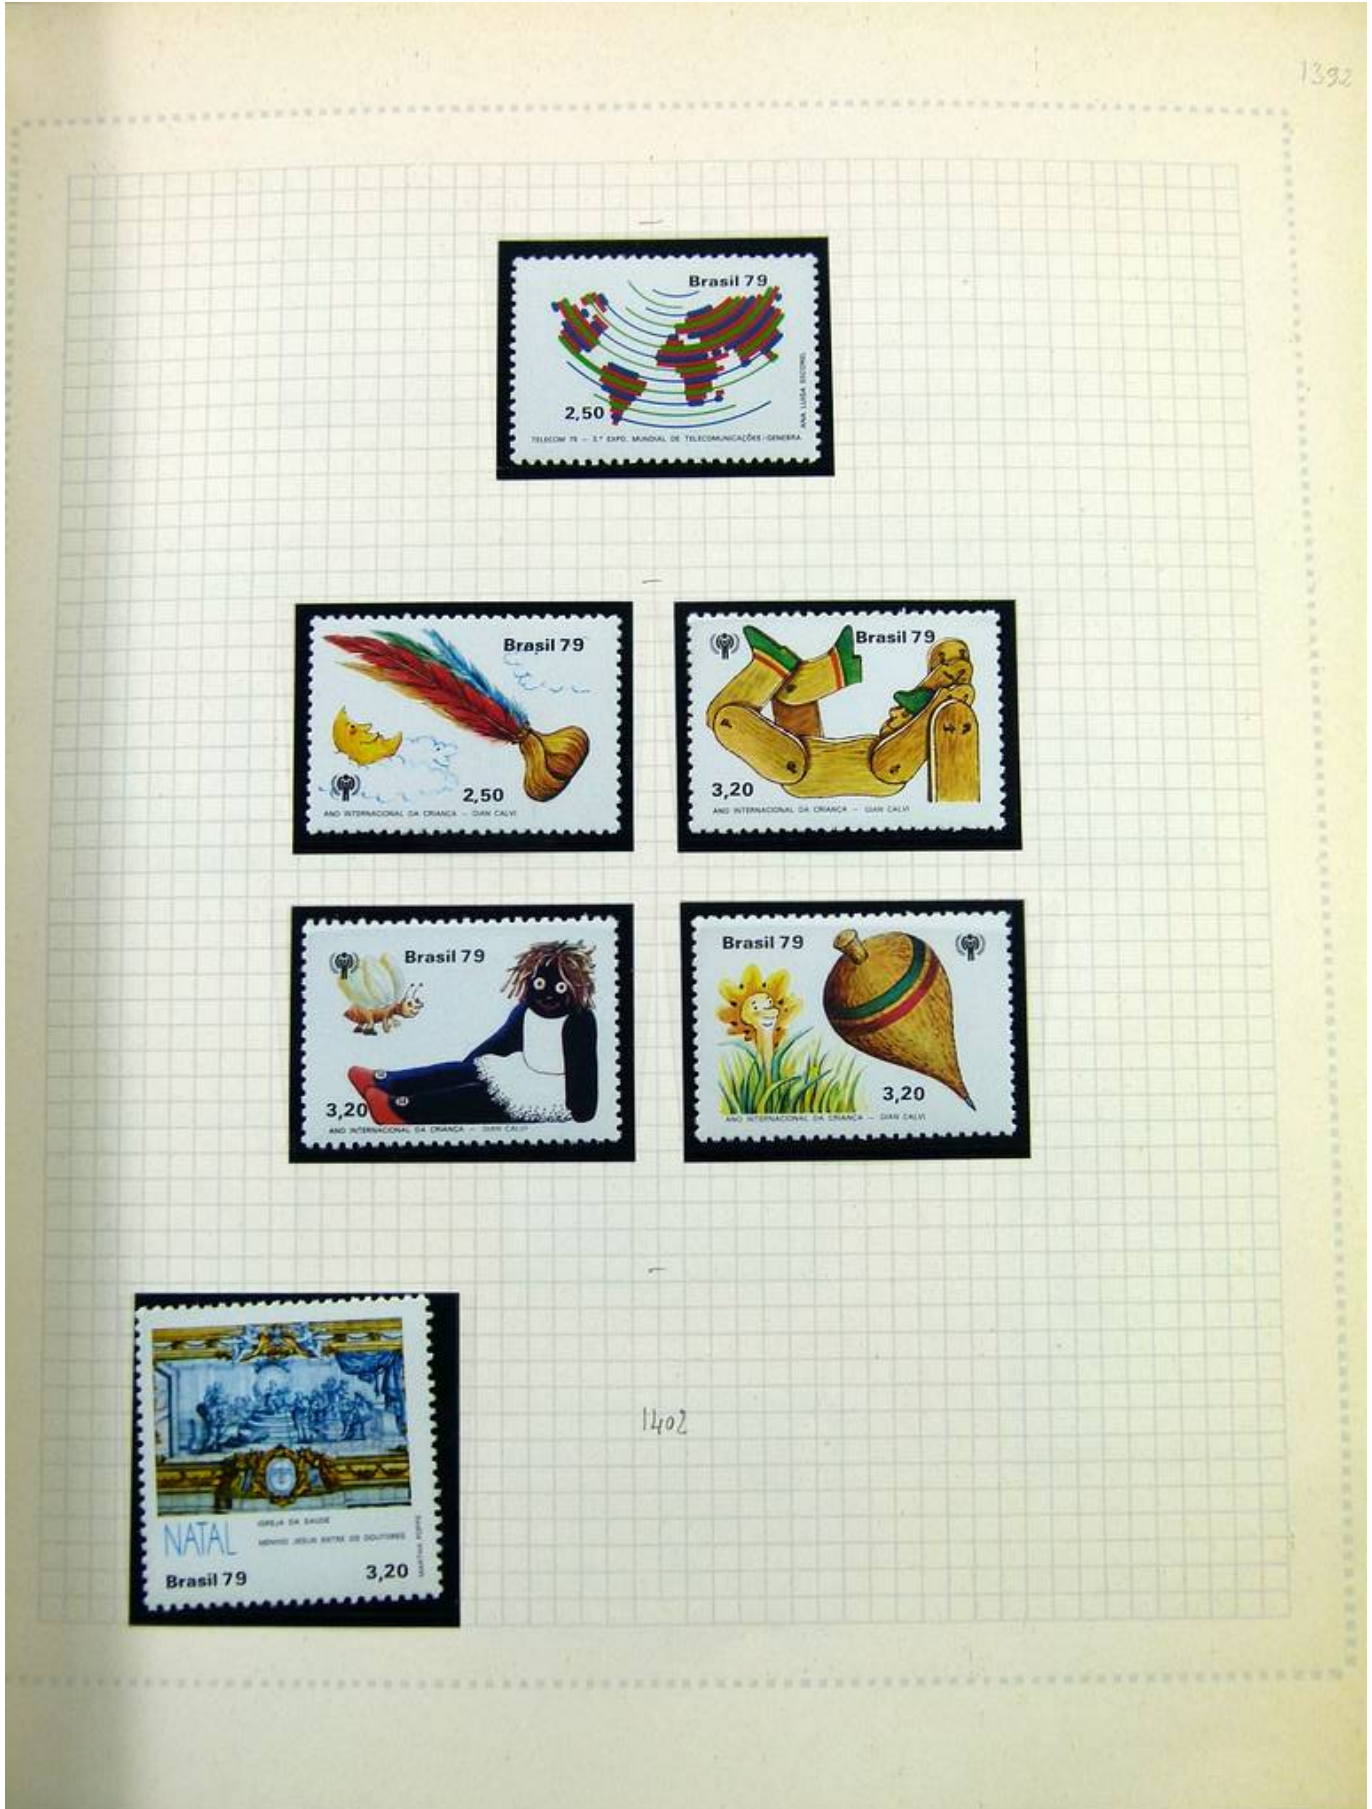 1392
Brasil 79
ANA LUISA ESCOREL
2,50
TELECOM 79 - 3.ª EXPO. MUNDIAL DE TELECOMUNICAÇÕES-GENEBRA
Brasil 79
2,50
ANO INTERNACIONAL DA CRIANÇA - GIAN CALVI
Brasil 79
3,20
ANO INTERNACIONAL DA CRIANÇA - GIAN CALVI
Brasil 79
3,20
ANO INTERNACIONAL DA CRIANÇA - GIAN CALVI
Brasil 79
3,20
ANO INTERNACIONAL DA CRIANÇA - GIAN CALVI
1402
NATAL
IGREJA DA SAÚDE
MENINO JESUS ENTRE OS DOUTORES
MARTHA POPPE
Brasil 79
3,20